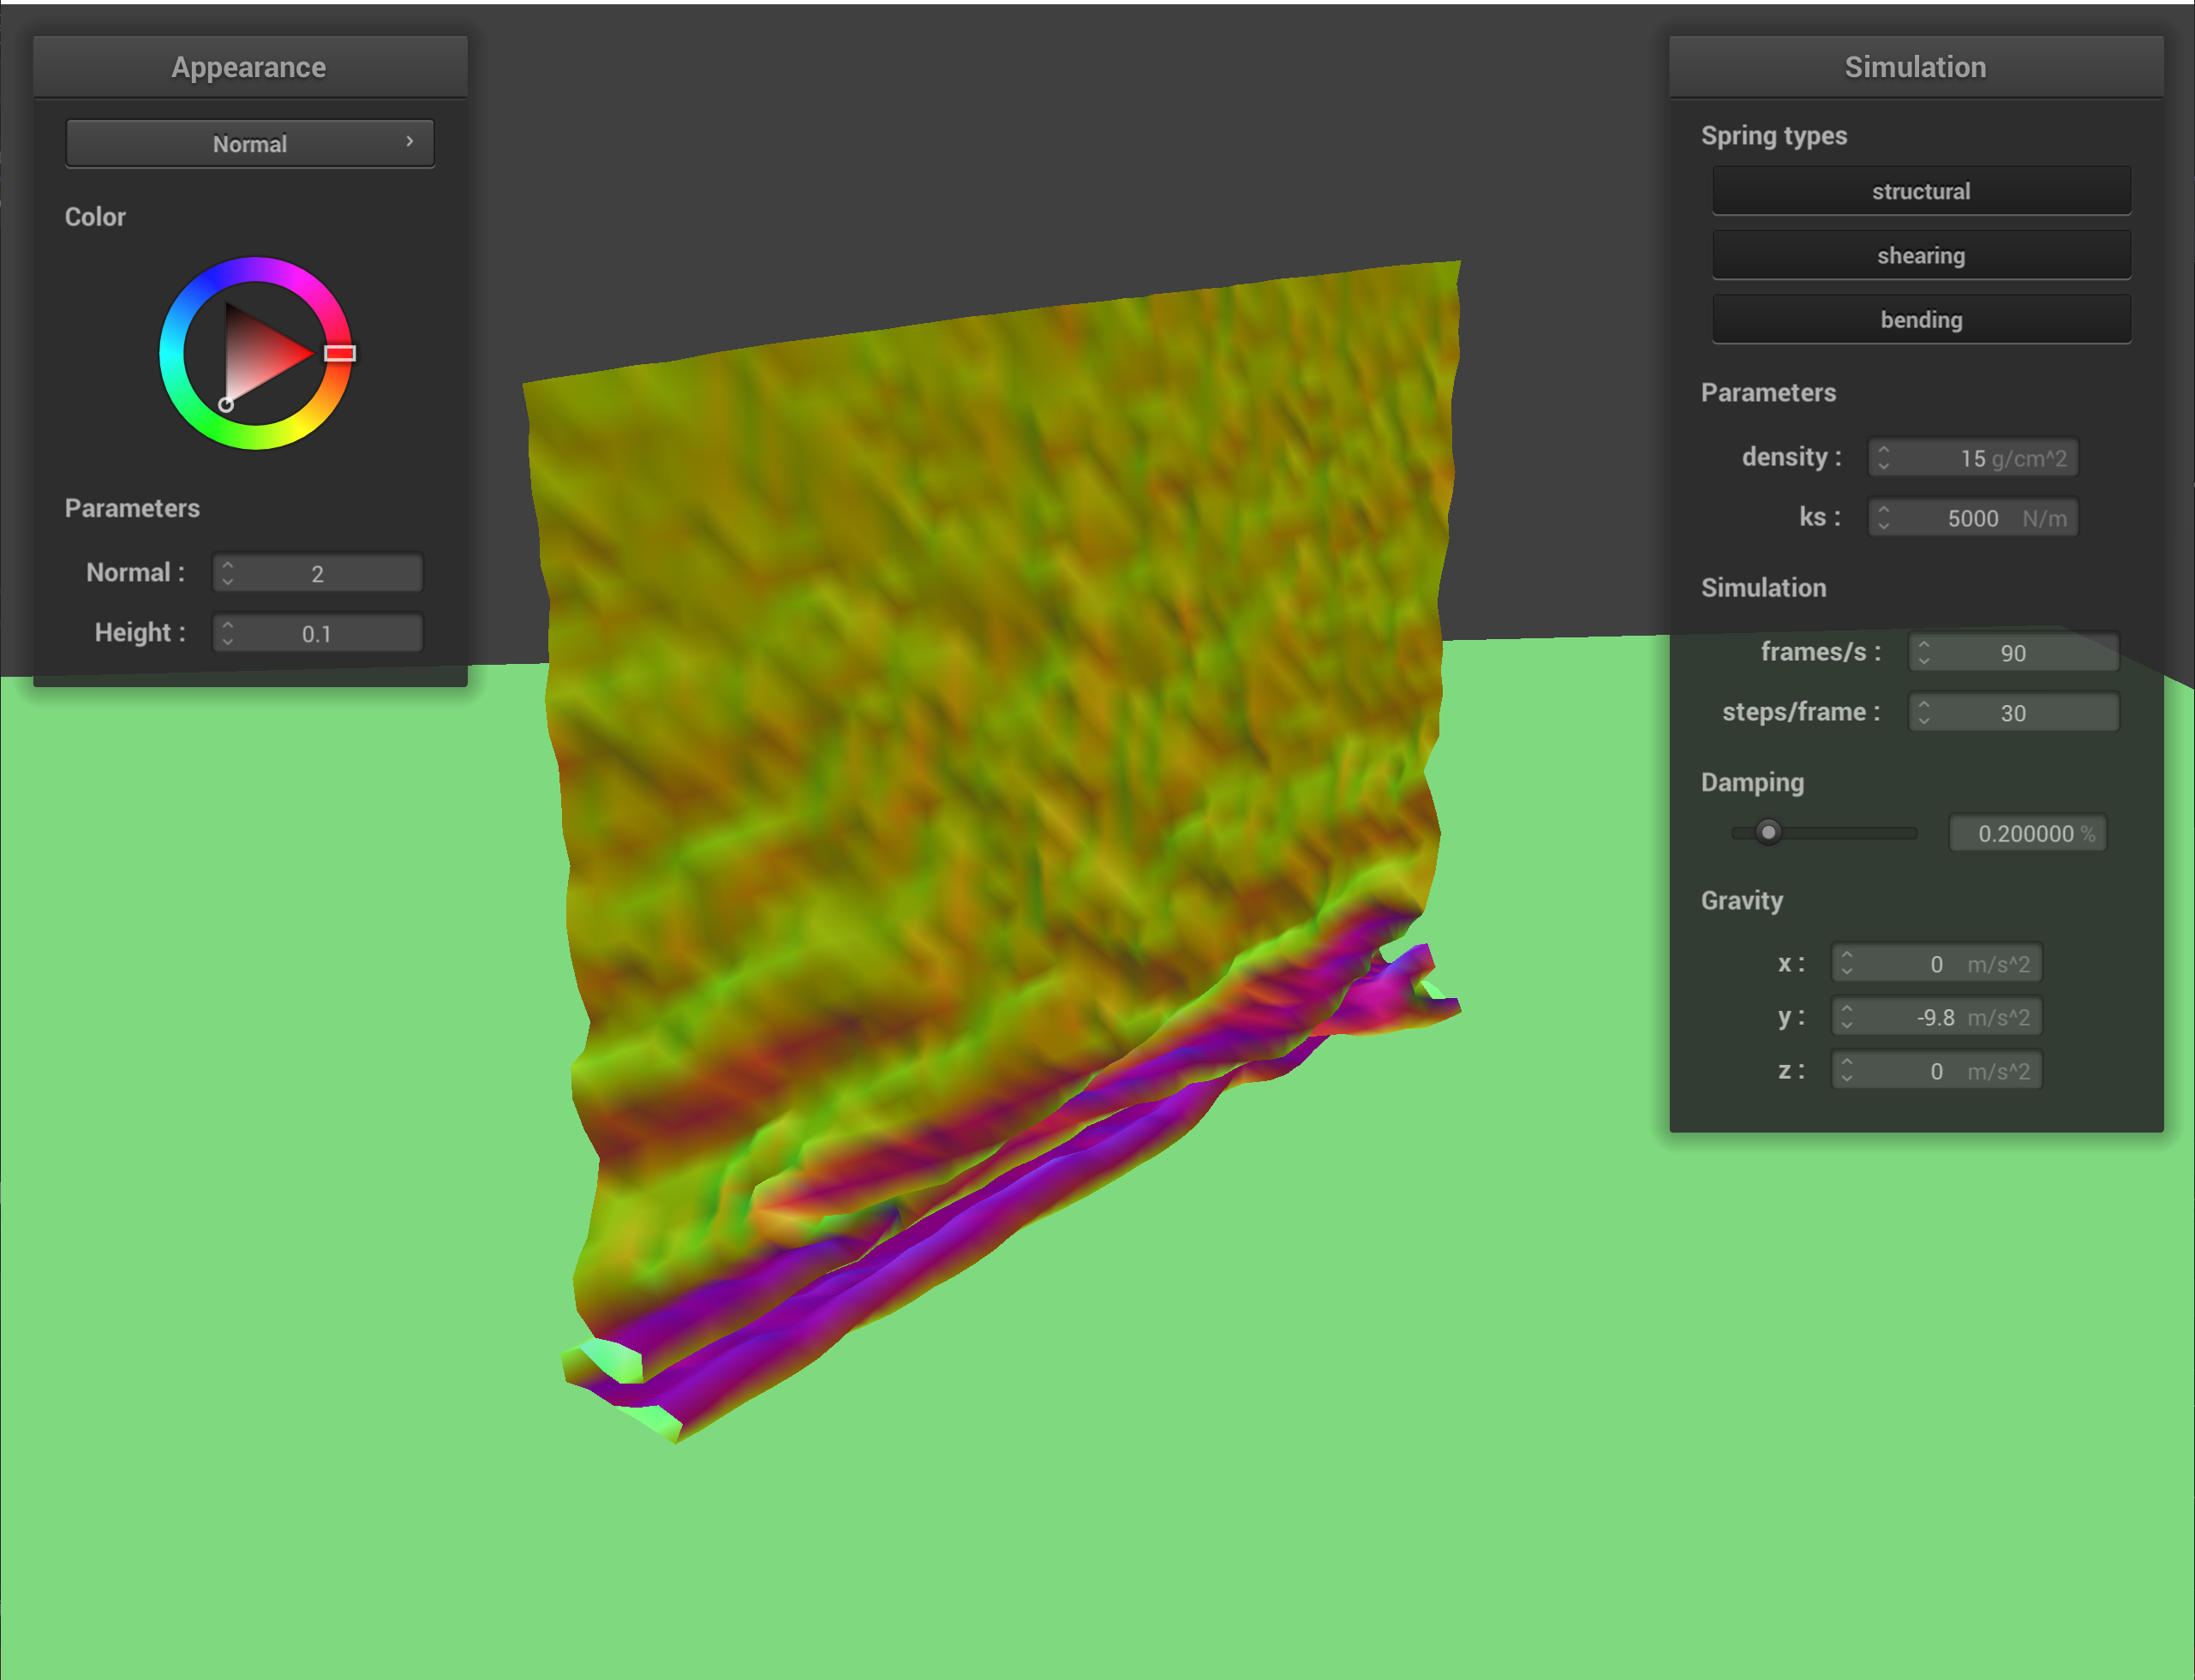 Appearance
Normal
Color
Parameters
Normal : 2
Height : 0.1
Simulation
Spring types
structural
shearing
bending
Parameters
density : 15 g/cm^2
ks : 5000 N/m
Simulation
frames/s : 90
steps/frame : 30
Damping
0.200000 %
Gravity
x : 0 m/s^2
y : -9.8 m/s^2
z : 0 m/s^2